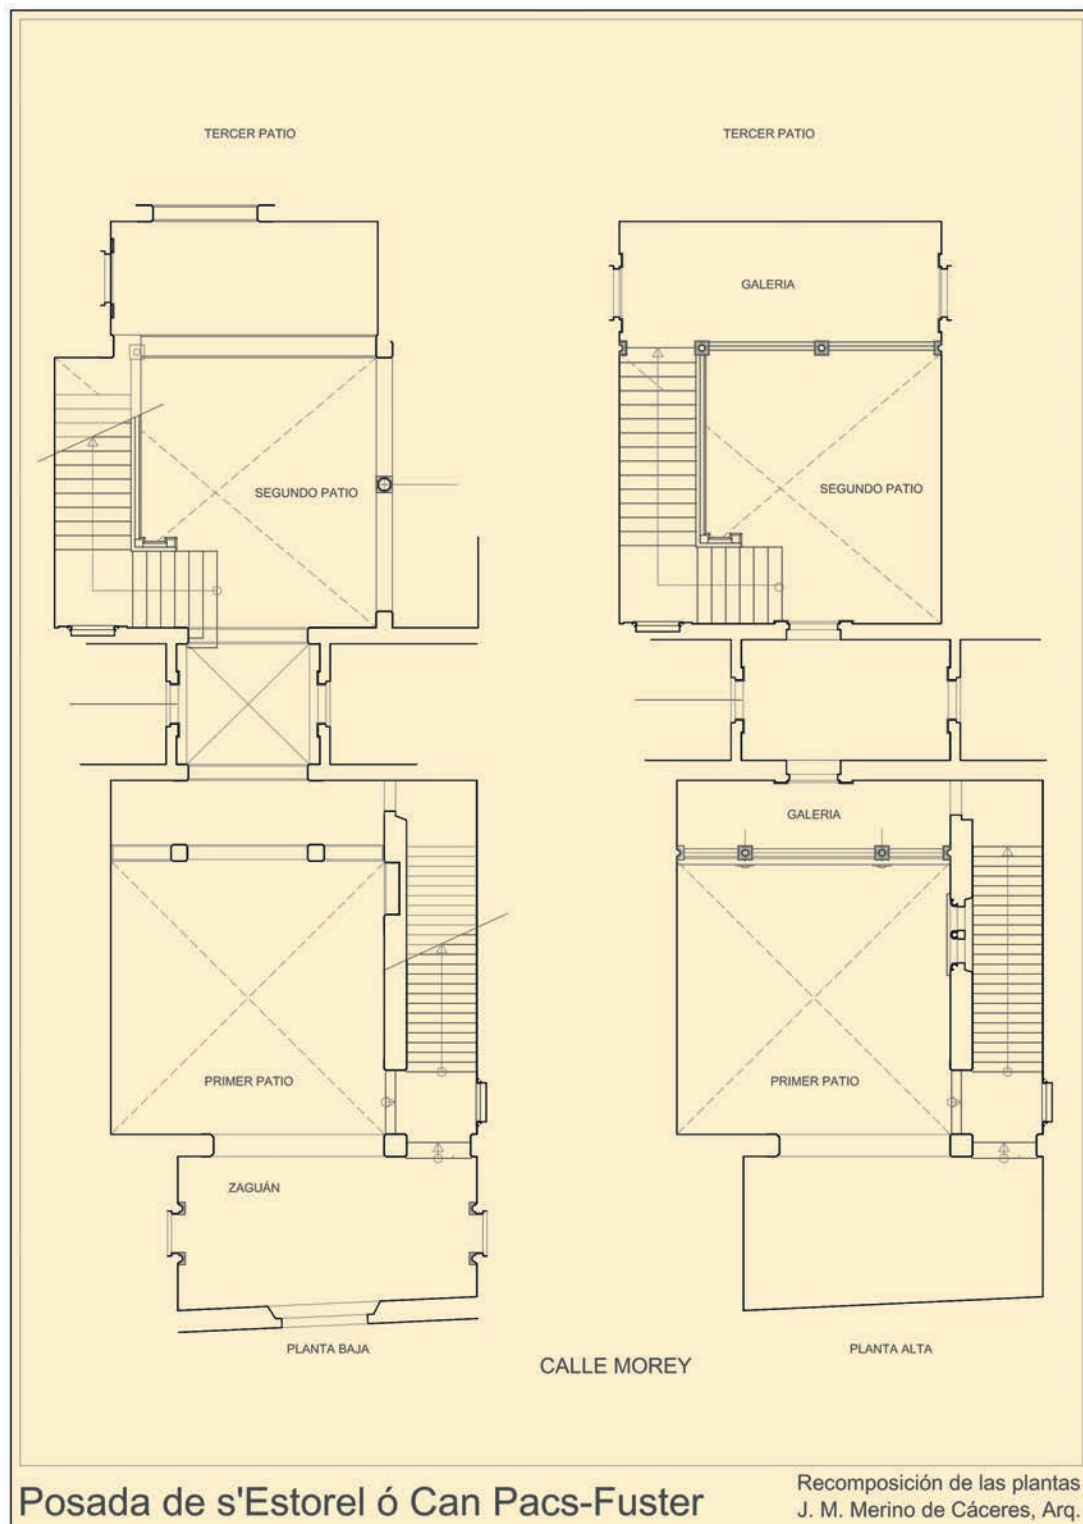 TERCER PATIO
TERCER PATIO
GALERIA
SEGUNDO PATIO
SEGUNDO PATIO
GALERIA
PRIMER PATIO
PRIMER PATIO
ZAGUÁN
PLANTA BAJA
PLANTA ALTA
CALLE MOREY
Posada de s'Estorel ó Can Pacs-Fuster
Recomposición de las plantas
J. M. Merino de Cáceres, Arq.